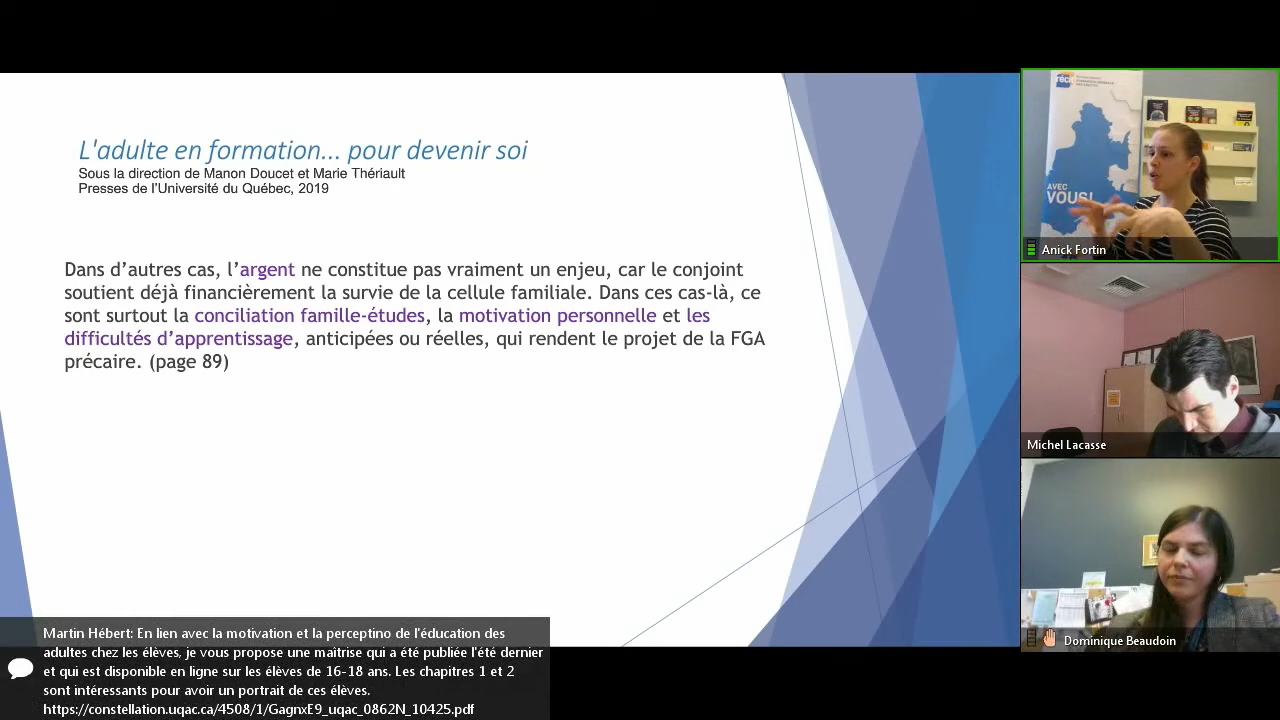 L'adulte en formation... pour devenir soi
Sous la direction de Manon Doucet et Marie Thériault
Presses de l'Université du Québec, 2019
Dans d'autres cas, l'argent ne constitue pas vraiment un enjeu, car le conjoint
soutient déjà financièrement la survie de la cellule familiale. Dans ces cas-là, ce
sont surtout la conciliation famille-études, la motivation personnelle et les
difficultés d'apprentissage, anticipées ou réelles, qui rendent le projet de la FGA
précaire. (page 89)
Martin Hébert: En lien avec la motivation et la perceptino de l'éducation des
adultes chez les élèves, je vous propose une maîtrise qui a été publiée l'été dernier
et qui est disponible en ligne sur les élèves de 16-18 ans. Les chapitres 1 et 2
sont intéressants pour avoir un portrait de ces élèves.
https://constellation.uqac.ca/4508/1/GagnxE9_uqac_0862N_10425.pdf
récit
AVEC
VOUS!
Anick Fortin
Michel Lacasse
Dominique Beaudoin